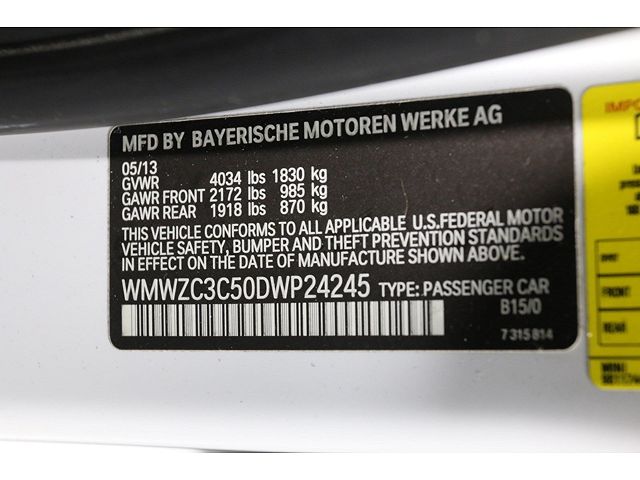 MFD BY BAYERISCHE MOTOREN WERKE AG
05/13
GVWR 4034 lbs 1830 kg
GAWR FRONT 2172 lbs 985 kg
GAWR REAR 1918 lbs 870 kg
THIS VEHICLE CONFORMS TO ALL APPLICABLE U.S.FEDERAL MOTOR
VEHICLE SAFETY, BUMPER AND THEFT PREVENTION STANDARDS
IN EFFECT ON THE DATE OF MANUFACTURE SHOWN ABOVE.
WMWZC3C50DWP24245 TYPE: PASSENGER CAR
B15/0
7 315 814
FRONT
REAR
MINI